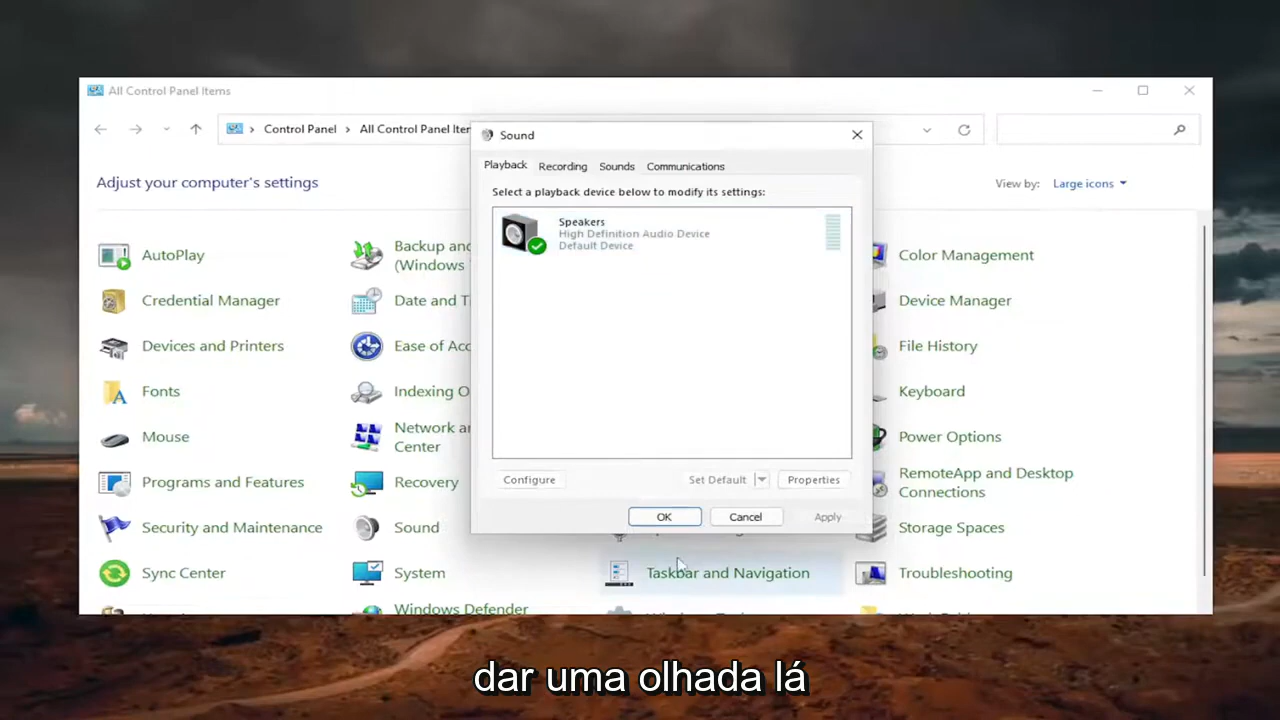 All Control Panel Items
Control Panel > All Control Panel Iter
Adjust your computer's settings
View by: Large icons
Sound
Playback Recording Sounds Communications
Select a playback device below to modify its settings:
Speakers
High Definition Audio Device
Default Device
Configure
Set Default
Properties
OK
Cancel
Apply
AutoPlay
Backup and
(Windows
Color Management
Credential Manager
Date and T
Device Manager
Devices and Printers
Ease of Acc
File History
Fonts
Indexing O
Keyboard
Mouse
Network an
Center
Power Options
Programs and Features
Recovery
RemoteApp and Desktop
Connections
Security and Maintenance
Sound
Storage Spaces
Sync Center
System
Taskbar and Navigation
Troubleshooting
Windows Defender
dar uma olhada lá